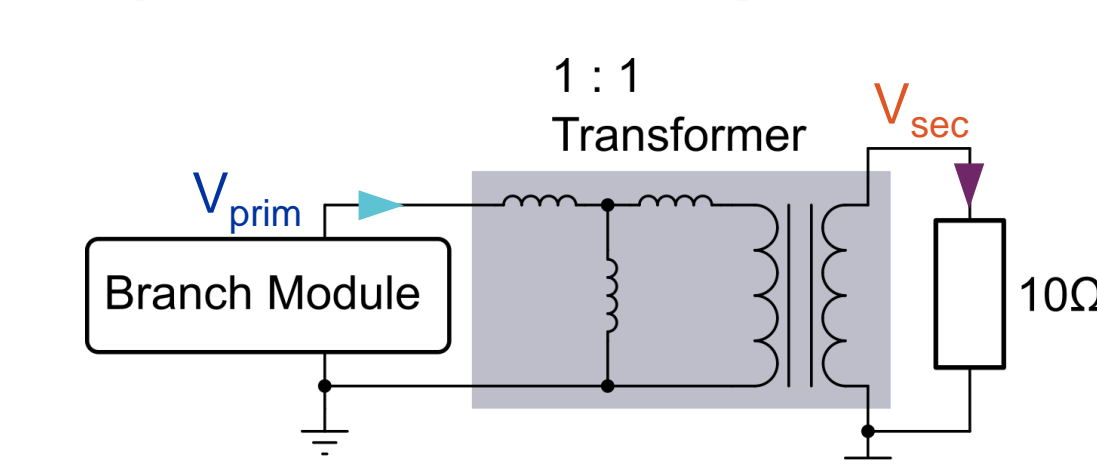 1 : 1
Transformer
Vsec
Vprim
Branch Module
10Ω